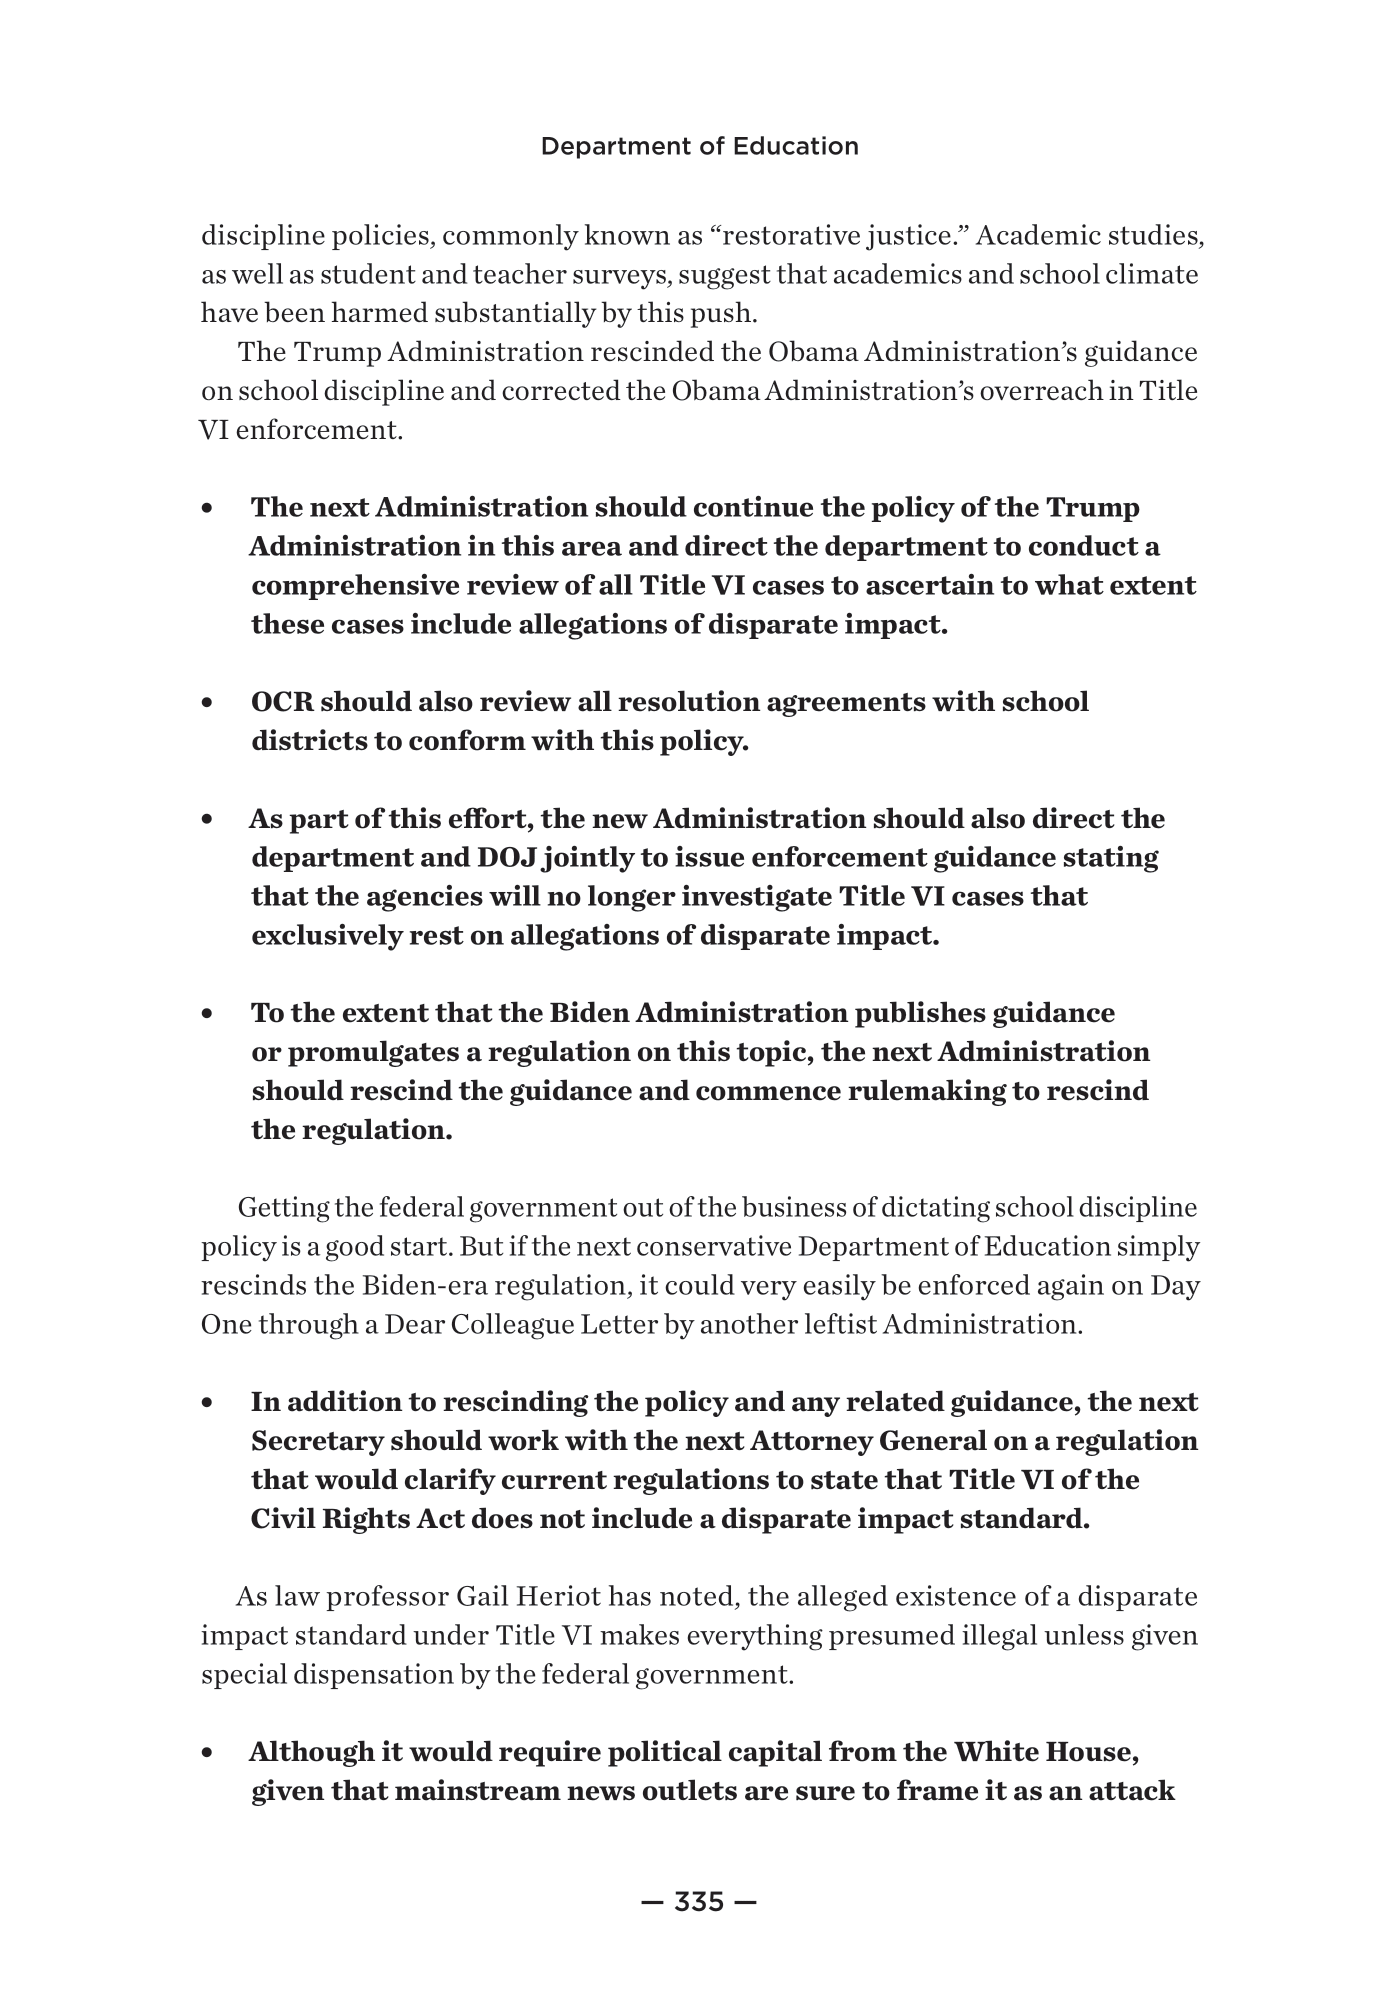 Department of Education
discipline policies, commonly known as “restorative justice.” Academic studies,
as well as student and teacher surveys, suggest that academics and school climate
have been harmed substantially by this push.
The Trump Administration rescinded the Obama Administration’s guidance
on school discipline and corrected the Obama Administration’s overreach in Title
VI enforcement.
• The next Administration should continue the policy of the Trump
Administration in this area and direct the department to conduct a
comprehensive review of all Title VI cases to ascertain to what extent
these cases include allegations of disparate impact.
• OCR should also review all resolution agreements with school
districts to conform with this policy.
• As part of this effort, the new Administration should also direct the
department and DOJ jointly to issue enforcement guidance stating
that the agencies will no longer investigate Title VI cases that
exclusively rest on allegations of disparate impact.
• To the extent that the Biden Administration publishes guidance
or promulgates a regulation on this topic, the next Administration
should rescind the guidance and commence rulemaking to rescind
the regulation.
Getting the federal government out of the business of dictating school discipline
policy is a good start. But if the next conservative Department of Education simply
rescinds the Biden-era regulation, it could very easily be enforced again on Day
One through a Dear Colleague Letter by another leftist Administration.
• In addition to rescinding the policy and any related guidance, the next
Secretary should work with the next Attorney General on a regulation
that would clarify current regulations to state that Title VI of the
Civil Rights Act does not include a disparate impact standard.
As law professor Gail Heriot has noted, the alleged existence of a disparate
impact standard under Title VI makes everything presumed illegal unless given
special dispensation by the federal government.
• Although it would require political capital from the White House,
given that mainstream news outlets are sure to frame it as an attack
— 335 —